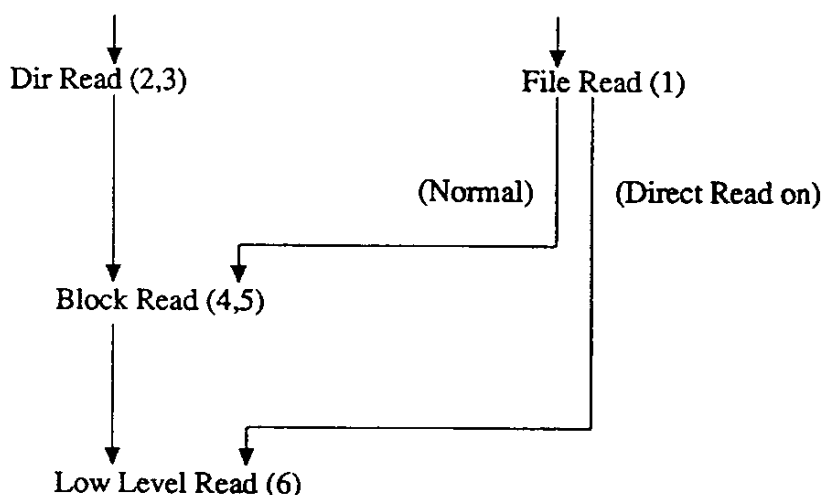 Dir Read (2,3)
File Read (1)
(Normal)
(Direct Read on)
Block Read (4,5)
Low Level Read (6)